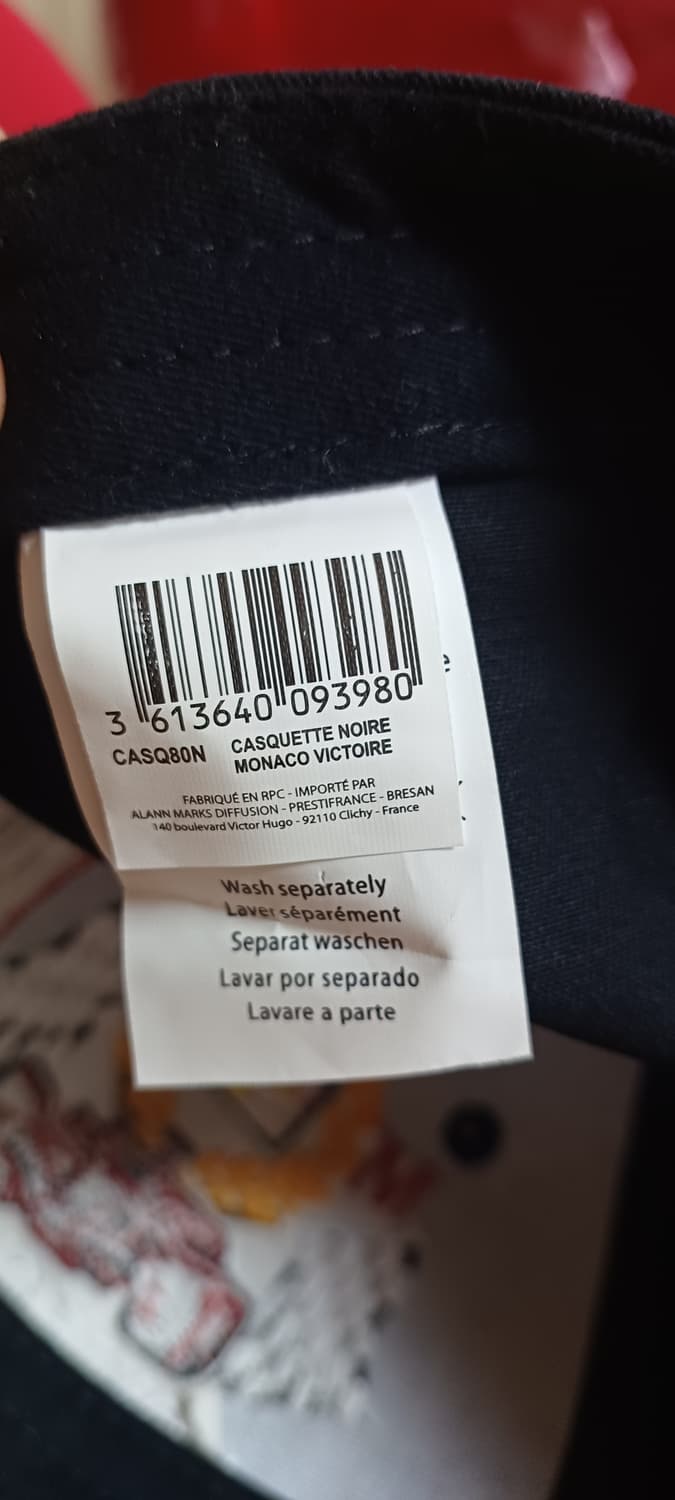 3 613640 093980
CASQ80N CASQUETTE NOIRE
MONACO VICTOIRE
FABRIQUÉ EN RPC - IMPORTÉ PAR
ALANN MARKS DIFFUSION - PRESTIFRANCE - BRESAN
140 boulevard Victor Hugo - 92110 Clichy - France
Wash separately
Laver séparément
Separat waschen
Lavar por separado
Lavare a parte